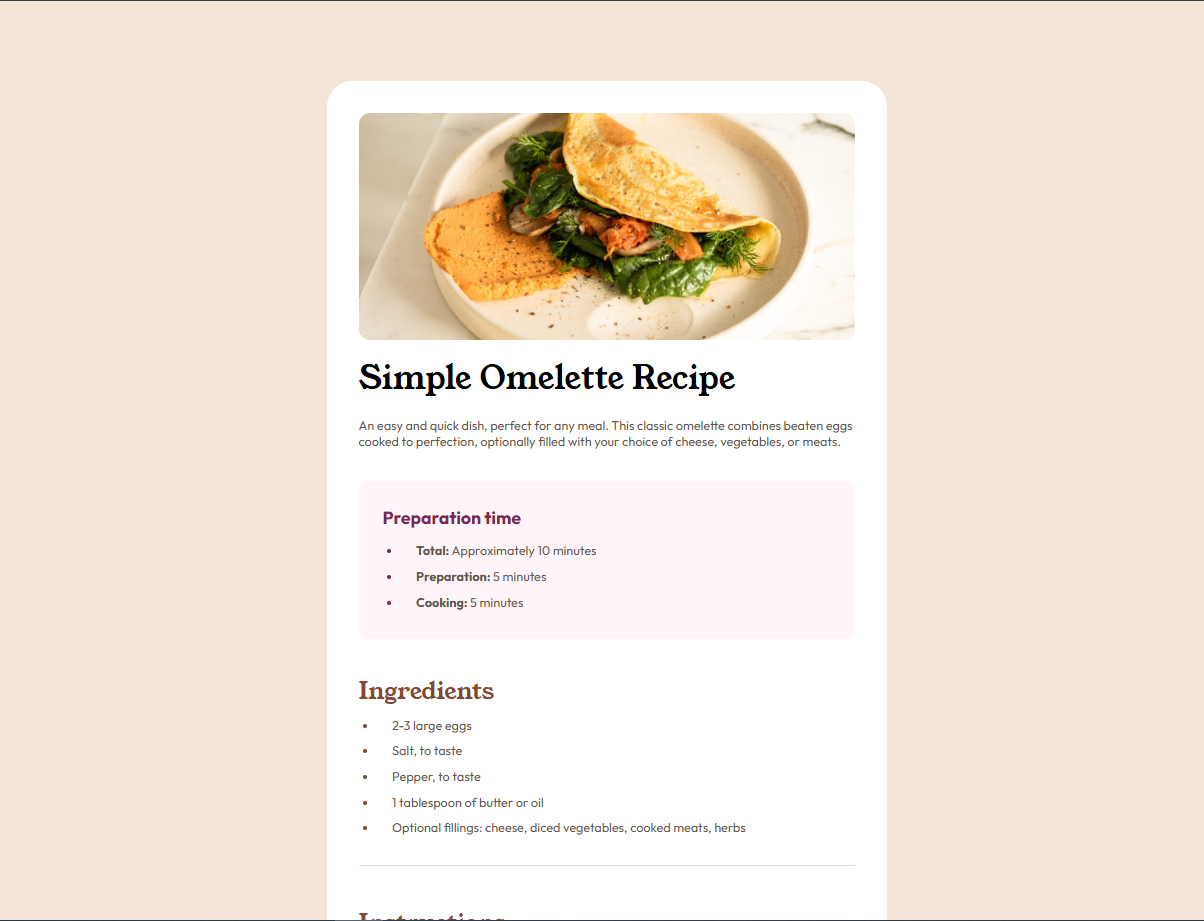 Simple Omelette Recipe
An easy and quick dish, perfect for any meal. This classic omelette combines beaten eggs
cooked to perfection, optionally filled with your choice of cheese, vegetables, or meats.
Preparation time
• Total: Approximately 10 minutes
• Preparation: 5 minutes
• Cooking: 5 minutes
Ingredients
• 2-3 large eggs
• Salt, to taste
• Pepper, to taste
• 1 tablespoon of butter or oil
• Optional fillings: cheese, diced vegetables, cooked meats, herbs
Instructions